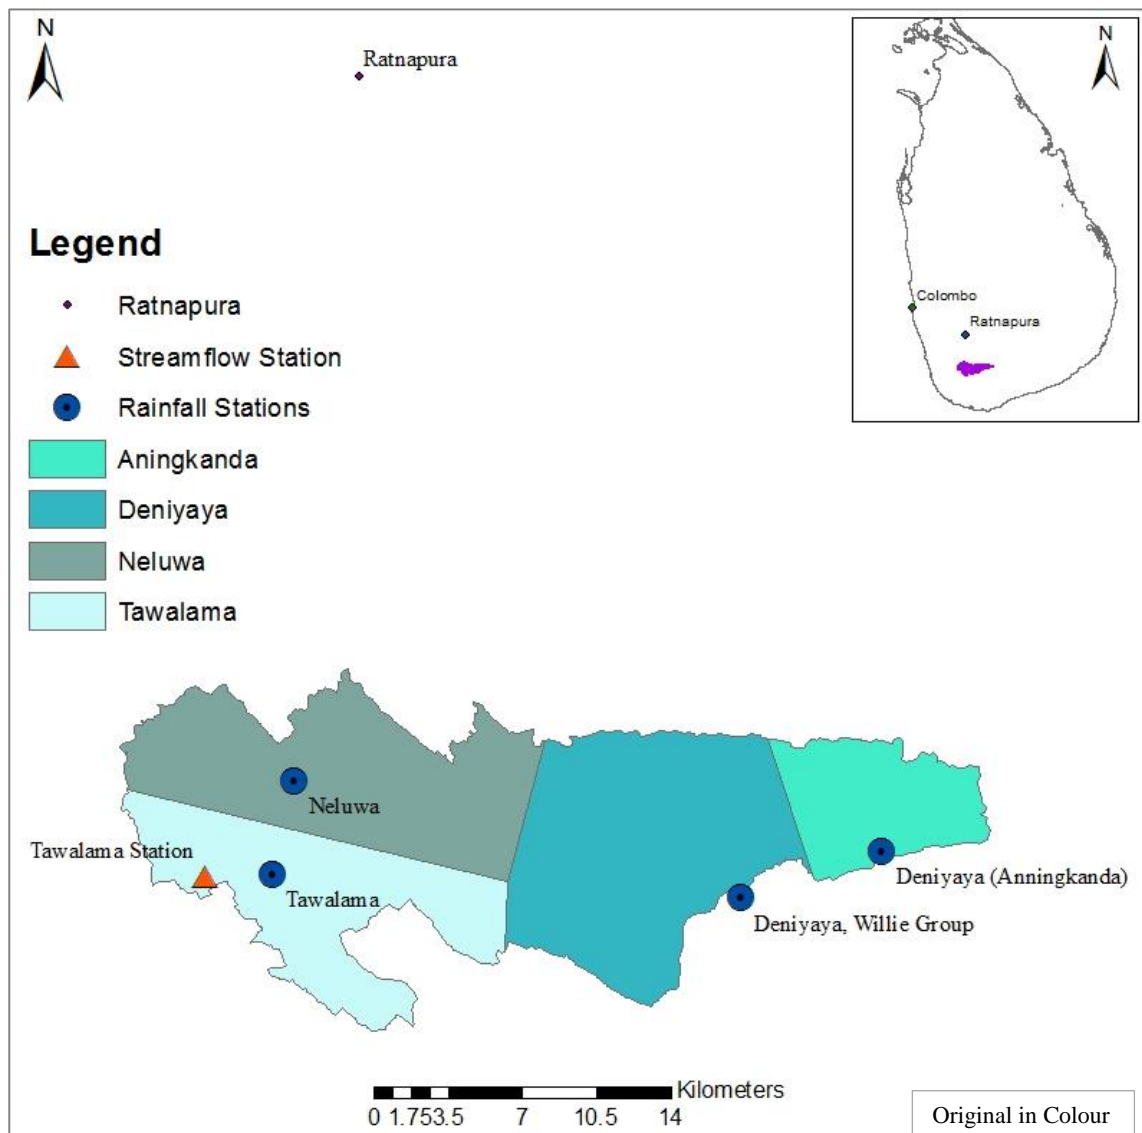 N
Ratnapura
N
Colombo
Ratnapura
Legend
Ratnapura
Streamflow Station
Rainfall Stations
Aningkanda
Deniyaya
Neluwa
Tawalama
Neluwa
Tawalama Station
Tawalama
Deniyaya (Anningkanda)
Deniyaya, Willie Group
Kilometers
0 1.753.5 7 10.5 14
Original in Colour